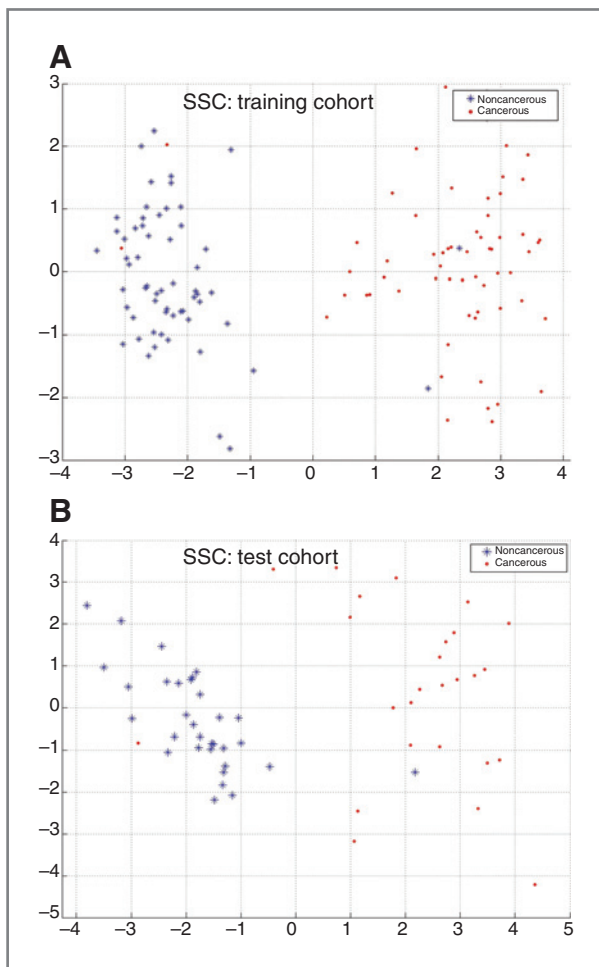 A
SSC: training cohort
Noncancerous
Cancerous
3
2
1
0
–1
–2
–3
–4 –3 –2 –1 0 1 2 3 4
B
SSC: test cohort
Noncancerous
Cancerous
4
3
2
1
0
–1
–2
–3
–4
–5
–4 –3 –2 –1 0 1 2 3 4 5